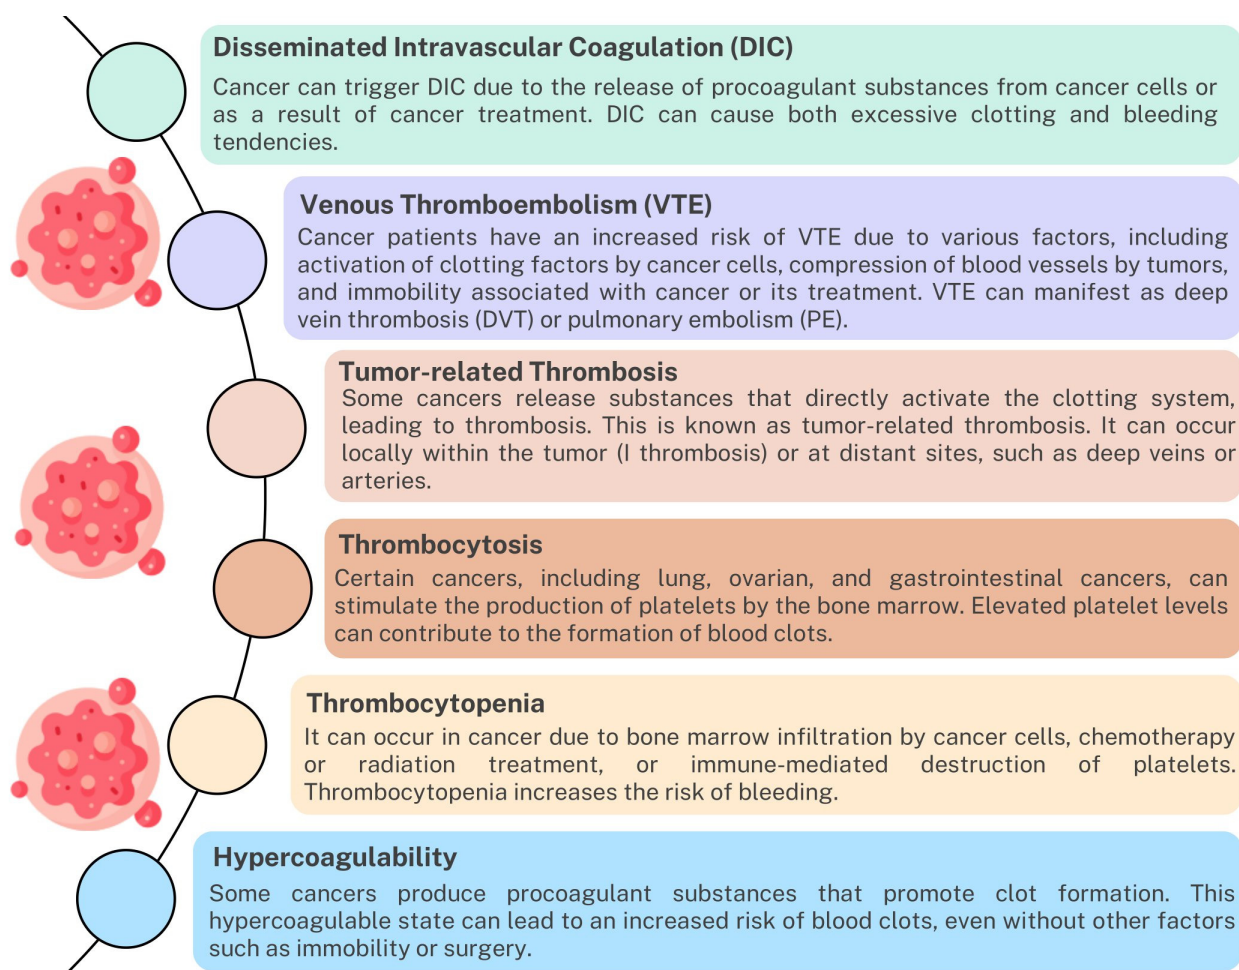 Disseminated Intravascular Coagulation (DIC)
Cancer can trigger DIC due to the release of procoagulant substances from cancer cells or
as a result of cancer treatment. DIC can cause both excessive clotting and bleeding
tendencies.
Venous Thromboembolism (VTE)
Cancer patients have an increased risk of VTE due to various factors, including
activation of clotting factors by cancer cells, compression of blood vessels by tumors,
and immobility associated with cancer or its treatment. VTE can manifest as deep
vein thrombosis (DVT) or pulmonary embolism (PE).
Tumor-related Thrombosis
Some cancers release substances that directly activate the clotting system,
leading to thrombosis. This is known as tumor-related thrombosis. It can occur
locally within the tumor (I thrombosis) or at distant sites, such as deep veins or
arteries.
Thrombocytosis
Certain cancers, including lung, ovarian, and gastrointestinal cancers, can
stimulate the production of platelets by the bone marrow. Elevated platelet levels
can contribute to the formation of blood clots.
Thrombocytopenia
It can occur in cancer due to bone marrow infiltration by cancer cells, chemotherapy
or radiation treatment, or immune-mediated destruction of platelets.
Thrombocytopenia increases the risk of bleeding.
Hypercoagulability
Some cancers produce procoagulant substances that promote clot formation. This
hypercoagulable state can lead to an increased risk of blood clots, even without other factors
such as immobility or surgery.